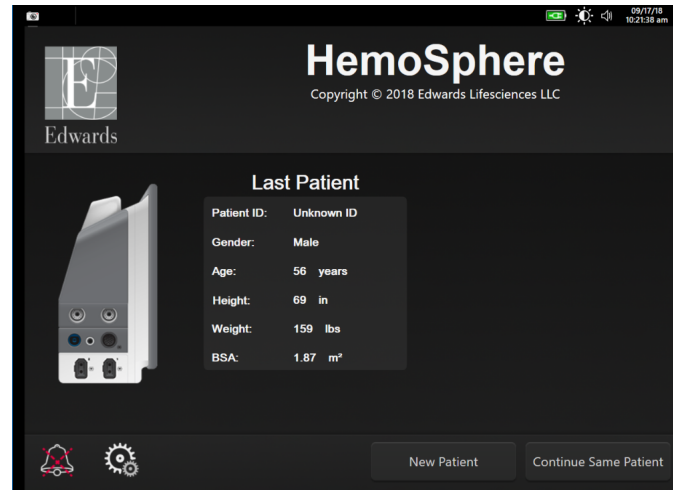 09/17/18
10:21:38 am
HemoSphere
Copyright © 2018 Edwards Lifesciences LLC
E
Edwards
Last Patient
Patient ID: Unknown ID
Gender: Male
Age: 56 years
Height: 69 in
Weight: 159 lbs
BSA: 1.87 m²
New Patient
Continue Same Patient